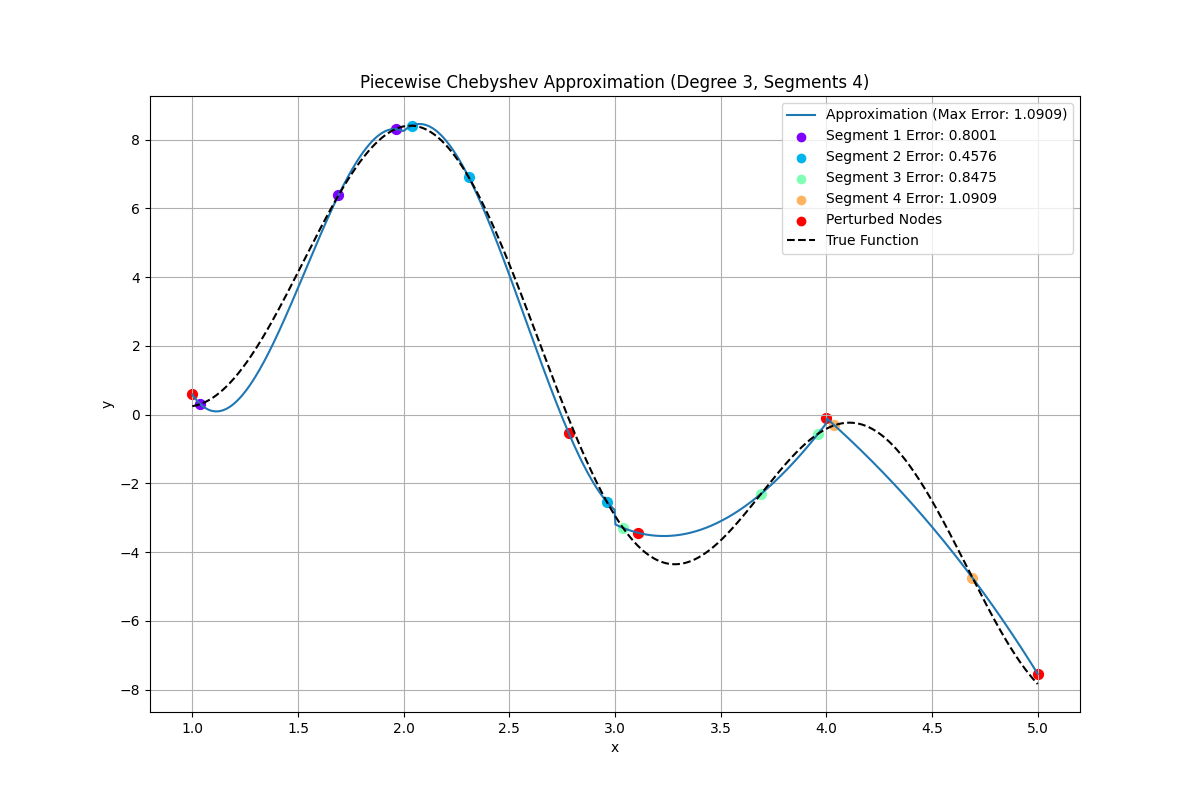 Piecewise Chebyshev Approximation (Degree 3, Segments 4)
Approximation (Max Error: 1.0909)
Segment 1 Error: 0.8001
Segment 2 Error: 0.4576
Segment 3 Error: 0.8475
Segment 4 Error: 1.0909
Perturbed Nodes
True Function
y
8
6
4
2
0
−2
−4
−6
−8
1.0 1.5 2.0 2.5 3.0 3.5 4.0 4.5 5.0
x